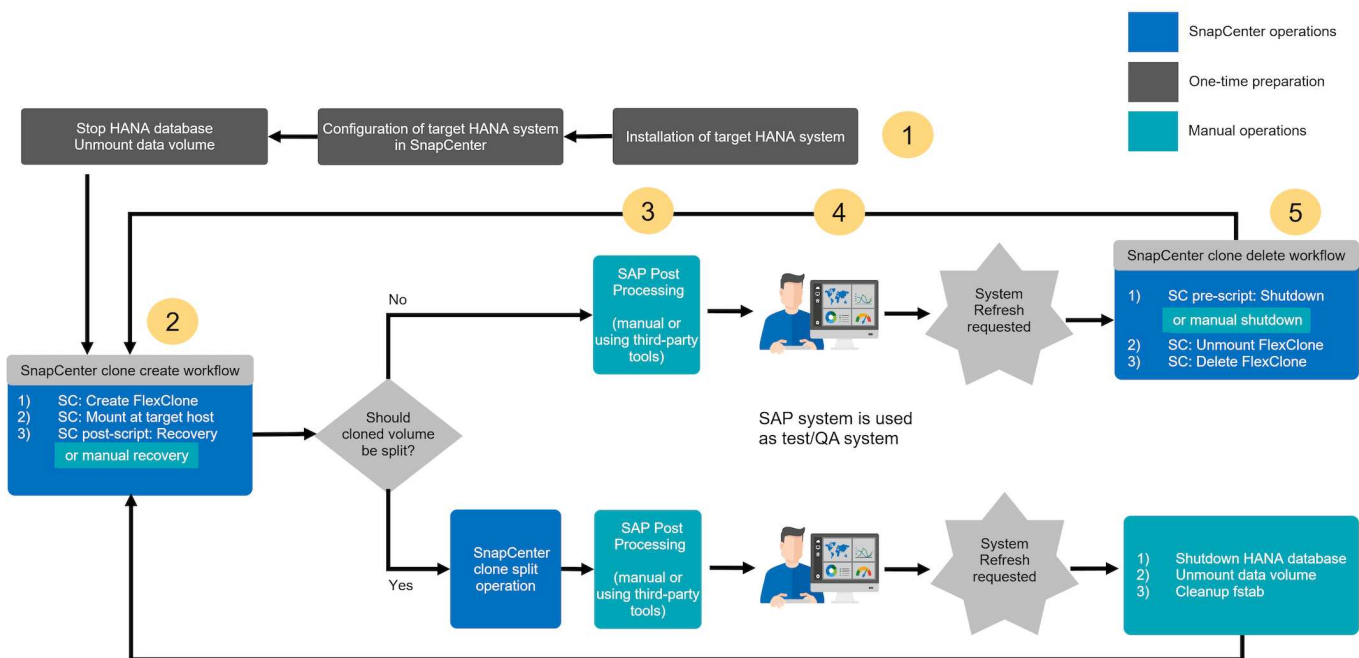 SnapCenter operations
One-time preparation
Manual operations
Stop HANA database
Unmount data volume
Configuration of target HANA system
in SnapCenter
Installation of target HANA system
1
3
4
5
2
SnapCenter clone create workflow
1) SC: Create FlexClone
2) SC: Mount at target host
3) SC post-script: Recovery
or manual recovery
Should
cloned volume
be split?
No
SAP Post
Processing
(manual or
using third-party
tools)
SAP system is used
as test/QA system
System
Refresh
requested
SnapCenter clone delete workflow
1) SC pre-script: Shutdown
or manual shutdown
2) SC: Unmount FlexClone
3) SC: Delete FlexClone
Yes
SnapCenter
clone split
operation
SAP Post
Processing
(manual or
using third-party
tools)
System
Refresh
requested
1) Shutdown HANA database
2) Unmount data volume
3) Cleanup fstab